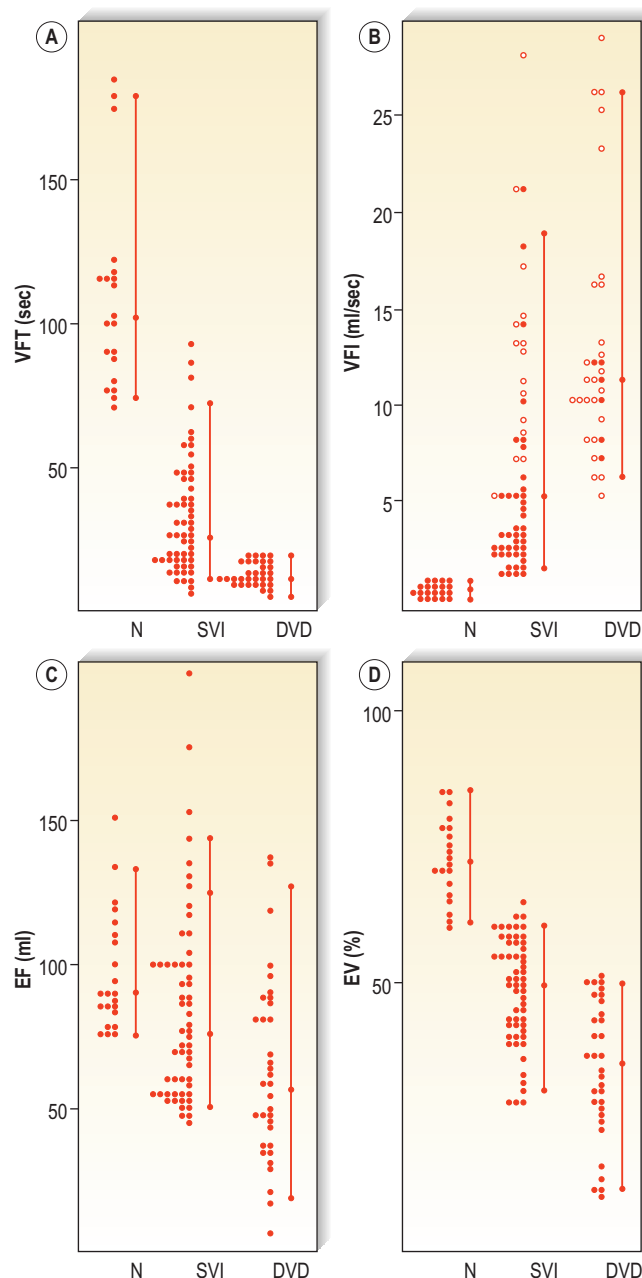 A
150
100
50
VFT (sec)
N
SVI
DVD
B
25
20
15
10
5
VFI (ml/sec)
N
SVI
DVD
C
150
100
50
EF (ml)
N
SVI
DVD
D
100
50
EV (%)
N
SVI
DVD